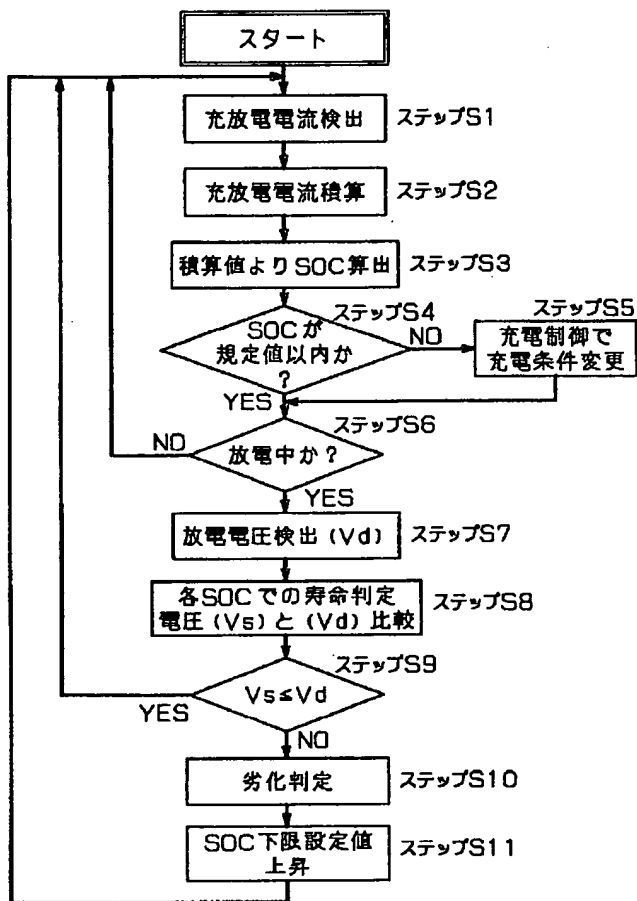 スタート
充放電電流検出 ステップS1
充放電電流積算 ステップS2
積算値よりSOC算出 ステップS3
ステップS4
SOCが
規定値以内か
?
NO
YES
ステップS5
充電制御で
充電条件変更
ステップS6
放電中か?
NO
YES
放電電圧検出(Vd) ステップS7
各SOCでの寿命判定
電圧(Vs)と(Vd)比較
ステップS8
ステップS9
Vs≤Vd
YES
NO
劣化判定 ステップS10
SOC下限設定値
上昇
ステップS11